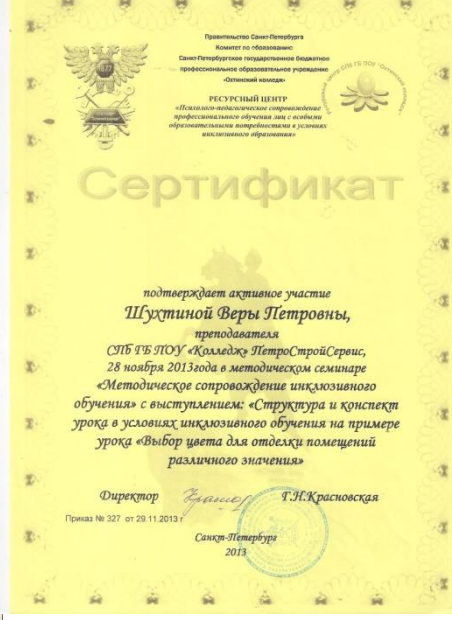 Правительство Санкт-Петербурга
Комитет по образованию
Санкт-Петербургское государственное бюджетное
профессиональное образовательное учреждение
«Охтинский колледж»
РЕСУРСНЫЙ ЦЕНТР
«Психолого-педагогическое сопровождение
профессионального обучения лиц с особыми
образовательными потребностями в условиях
инклюзивного образования»
Сертификат
подтверждает активное участие
Шухтиной Веры Петровны,
преподавателя
СПб ГБ ПОУ «Колледж» ПетроСтройСервис,
28 ноября 2013года в методическом семинаре
«Методическое сопровождение инклюзивного
обучения» с выступлением: «Структура и конспект
урока в условиях инклюзивного обучения на примере
урока «Выбор цвета для отделки помещений
различного значения»
Директор Г.Н.Красновская
Приказ № 327 от 29.11.2013 г
Санкт-Петербург
2013